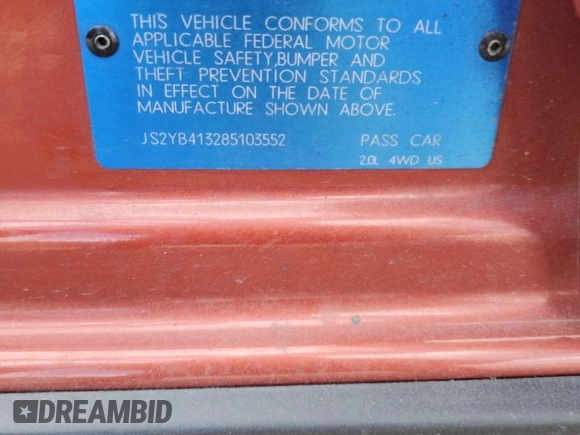 THIS VEHICLE CONFORMS TO ALL
APPLICABLE FEDERAL MOTOR
VEHICLE SAFETY,BUMPER AND
THEFT PREVENTION STANDARDS
IN EFFECT ON THE DATE OF
MANUFACTURE SHOWN ABOVE.
JS2YB413285103552 PASS CAR
2.0L 4WD US
DREAMBID